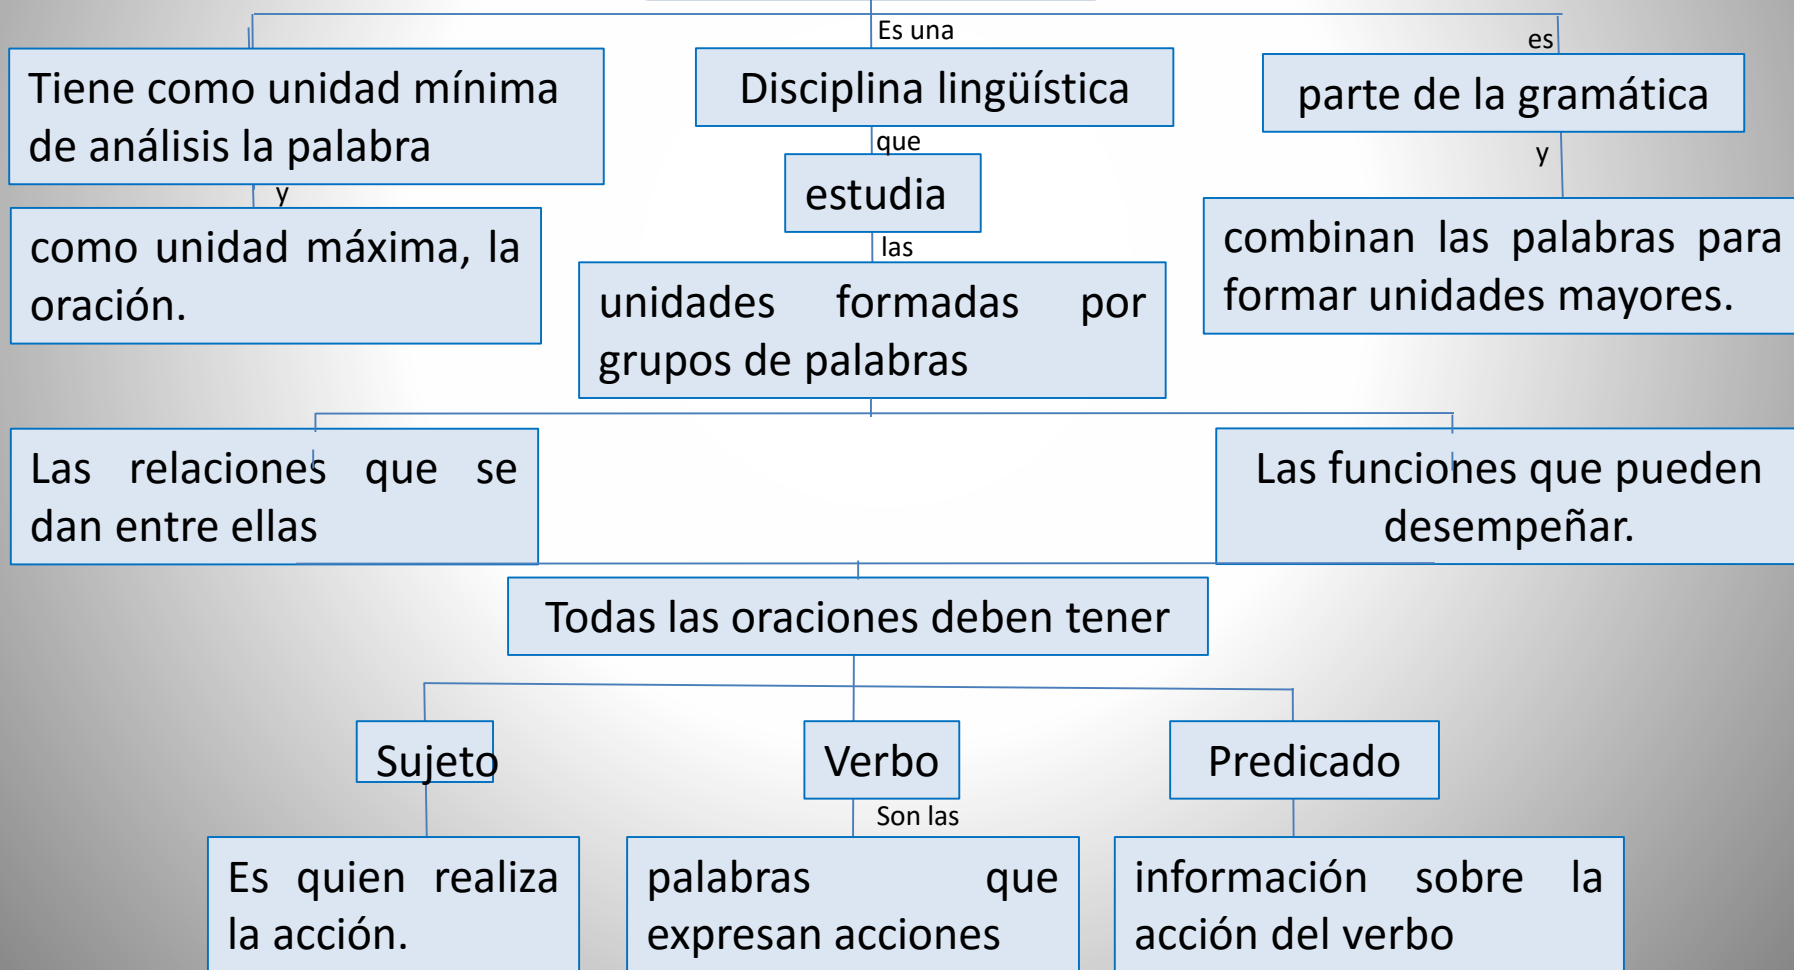 Es una
es
Tiene como unidad mínima
de análisis la palabra
Disciplina lingüística
parte de la gramática
que
y
y
estudia
como unidad máxima, la
oración.
las
combinan las palabras para
formar unidades mayores.
unidades formadas por
grupos de palabras
Las relaciones que se
dan entre ellas
Las funciones que pueden
desempeñar.
Todas las oraciones deben tener
Sujeto
Verbo
Predicado
Son las
Es quien realiza
la acción.
palabras que
expresan acciones
información sobre la
acción del verbo